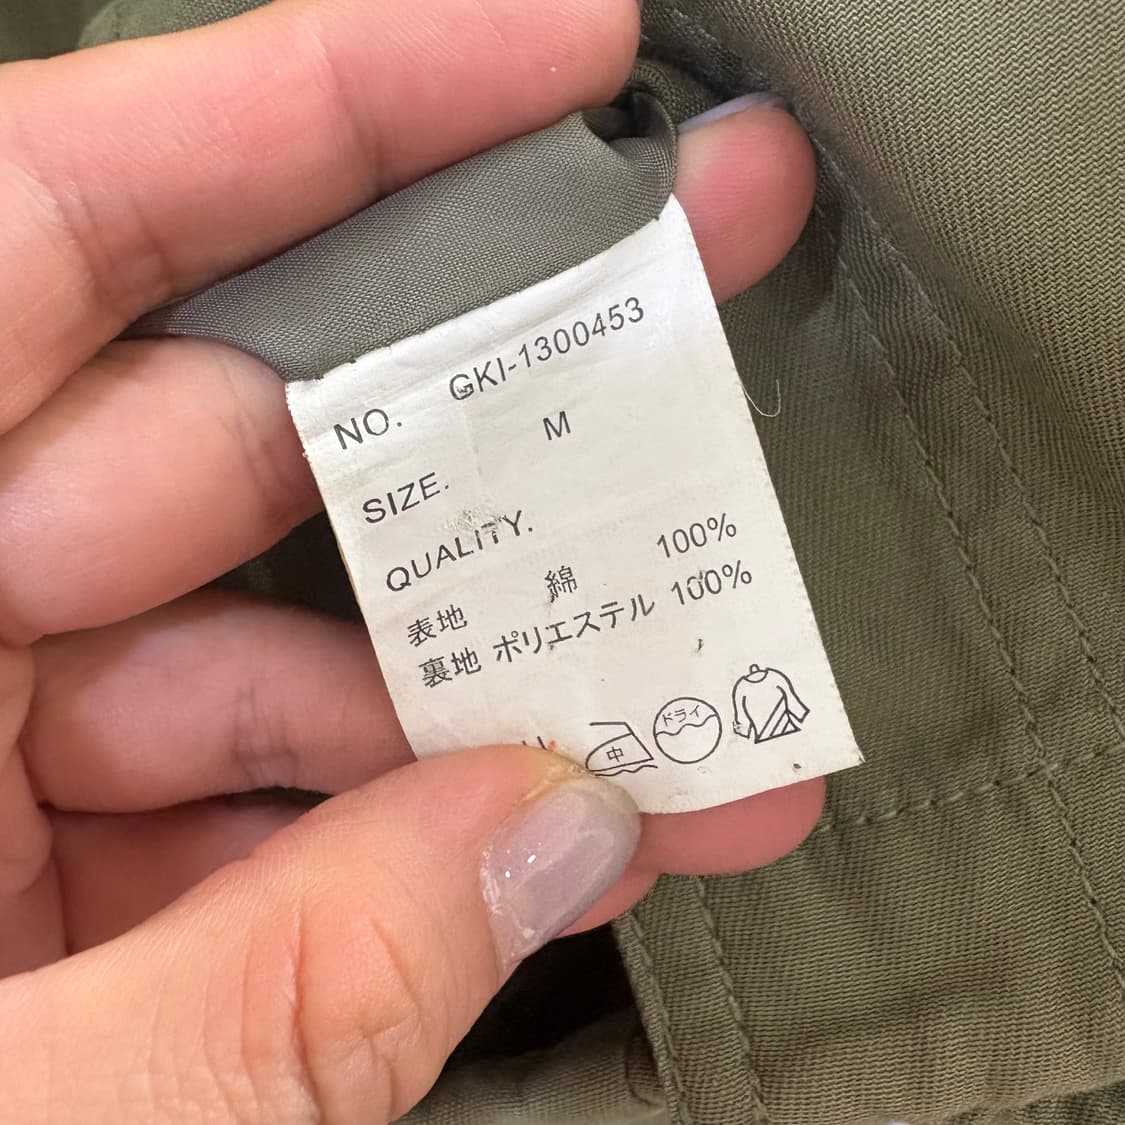 NO. GKI-1300453
SIZE. M
QUALITY.
表地 綿 100%
裏地 ポリエステル 100%
中 ドライ